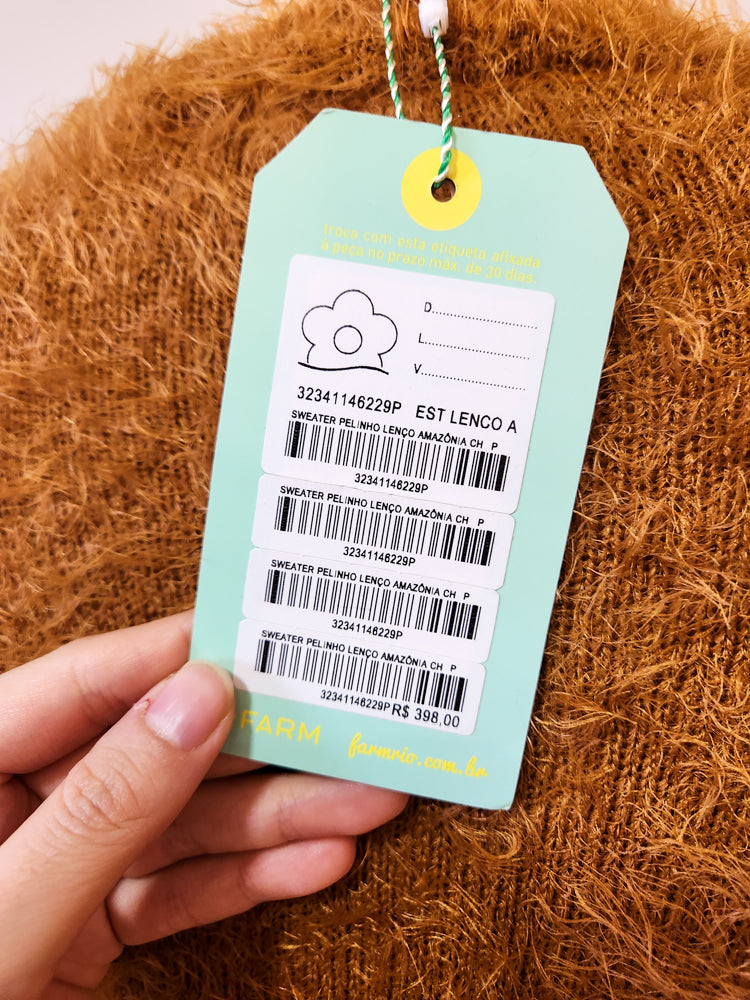 troca com esta etiqueta afixada
à peça no prazo máx. de 30 dias.
D
L
V
32341146229P EST LENCO A
SWEATER PELINHO LENÇO AMAZÔNIA CH P
32341146229P
SWEATER PELINHO LENÇO AMAZÔNIA CH P
32341146229P
SWEATER PELINHO LENÇO AMAZÔNIA CH P
32341146229P
SWEATER PELINHO LENÇO AMAZÔNIA CH P
32341146229P R$ 398,00
FARM farmrio.com.br